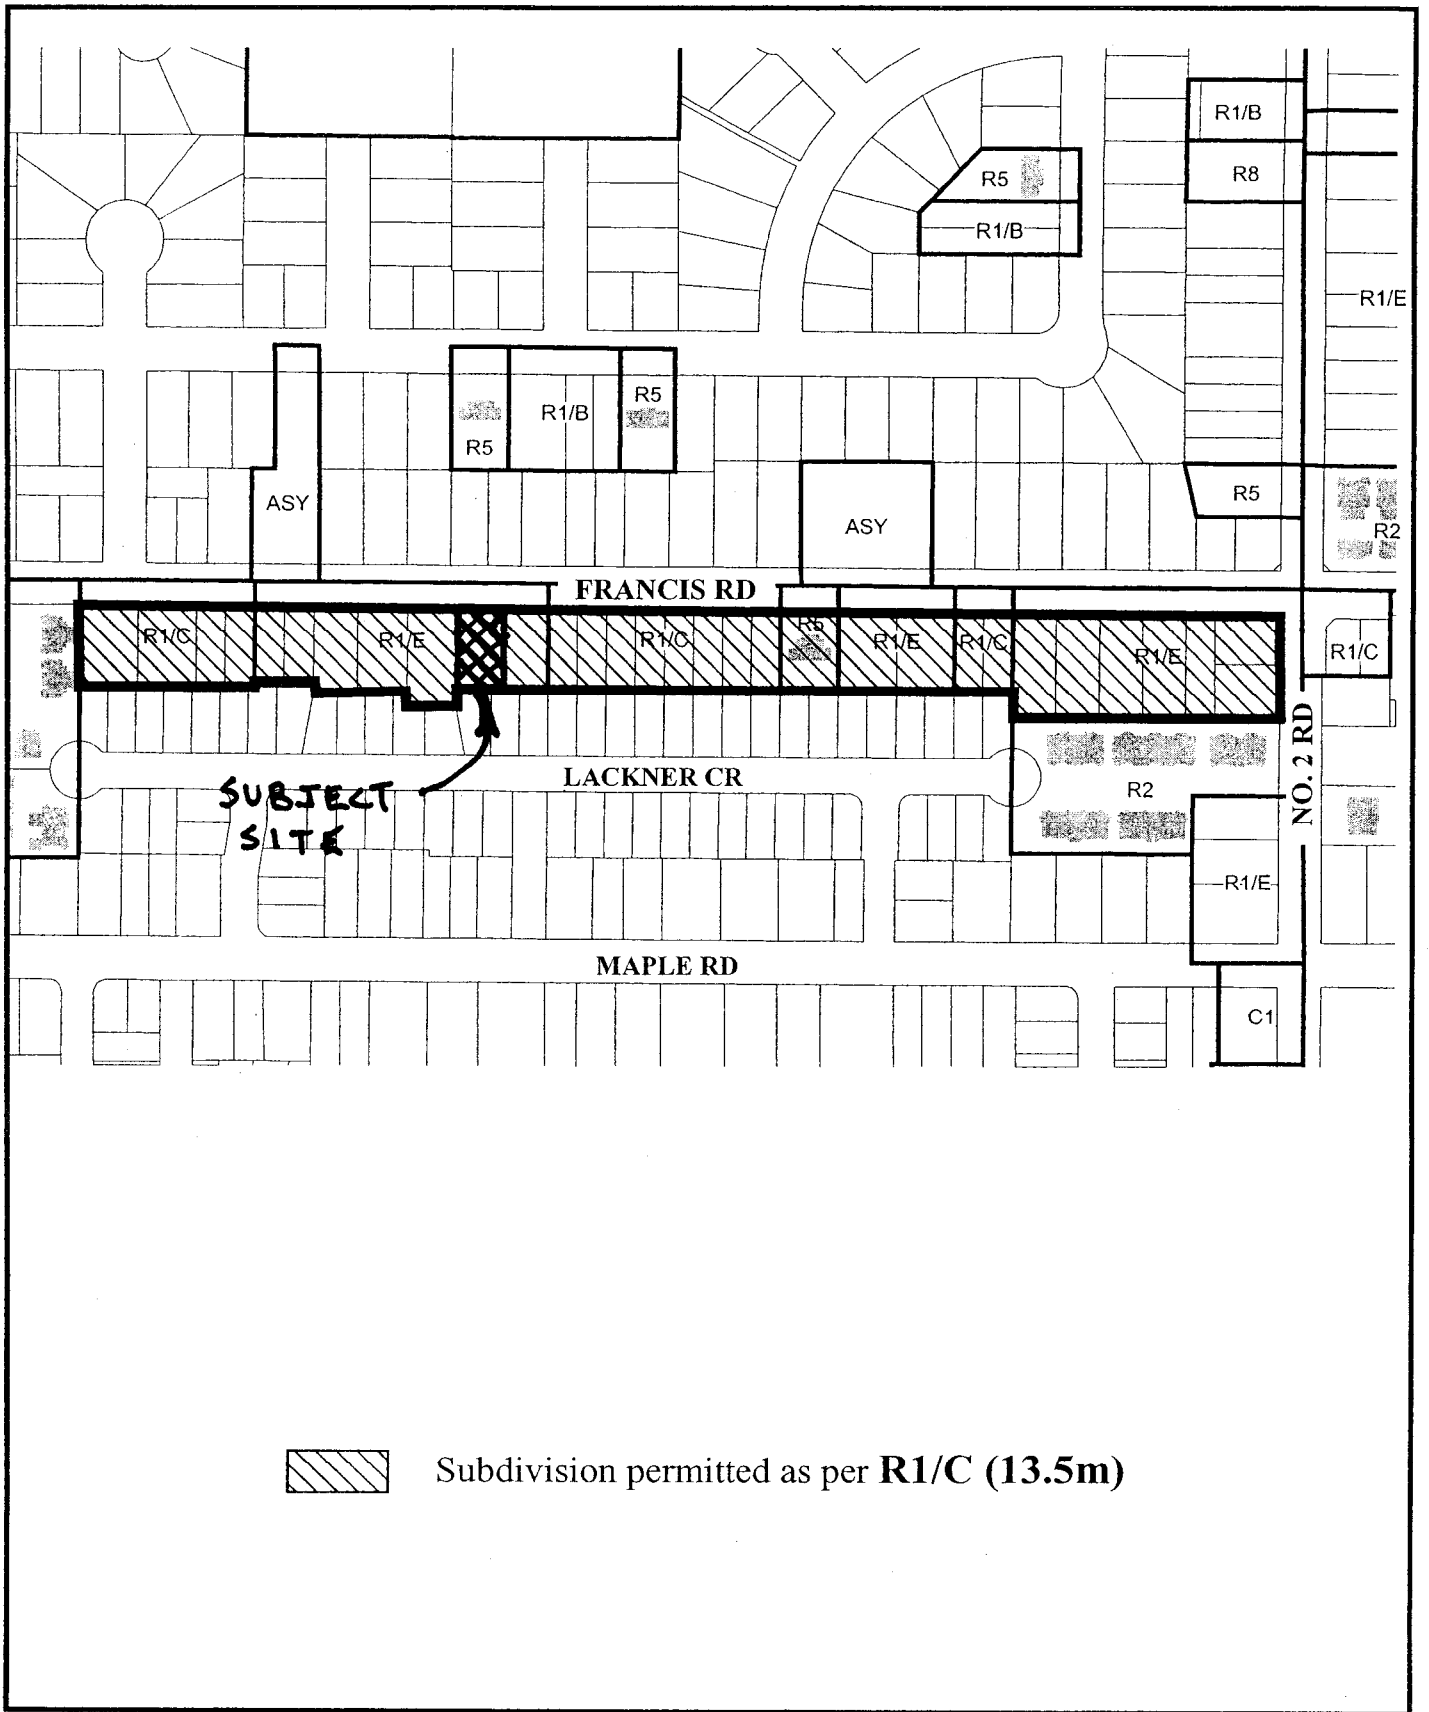 R1/B
R8
R5
R1/B
R1/E
R5
R1/B
R5
ASY
ASY
R5
R2
FRANCIS RD
R1/C
R1/E
R1/C
R5
R1/E
R1/C
R1/E
R1/C
NO. 2 RD
LACKNER CR
SUBJECT
SITE
R2
R1/E
MAPLE RD
C1
Subdivision permitted as per R1/C (13.5m)